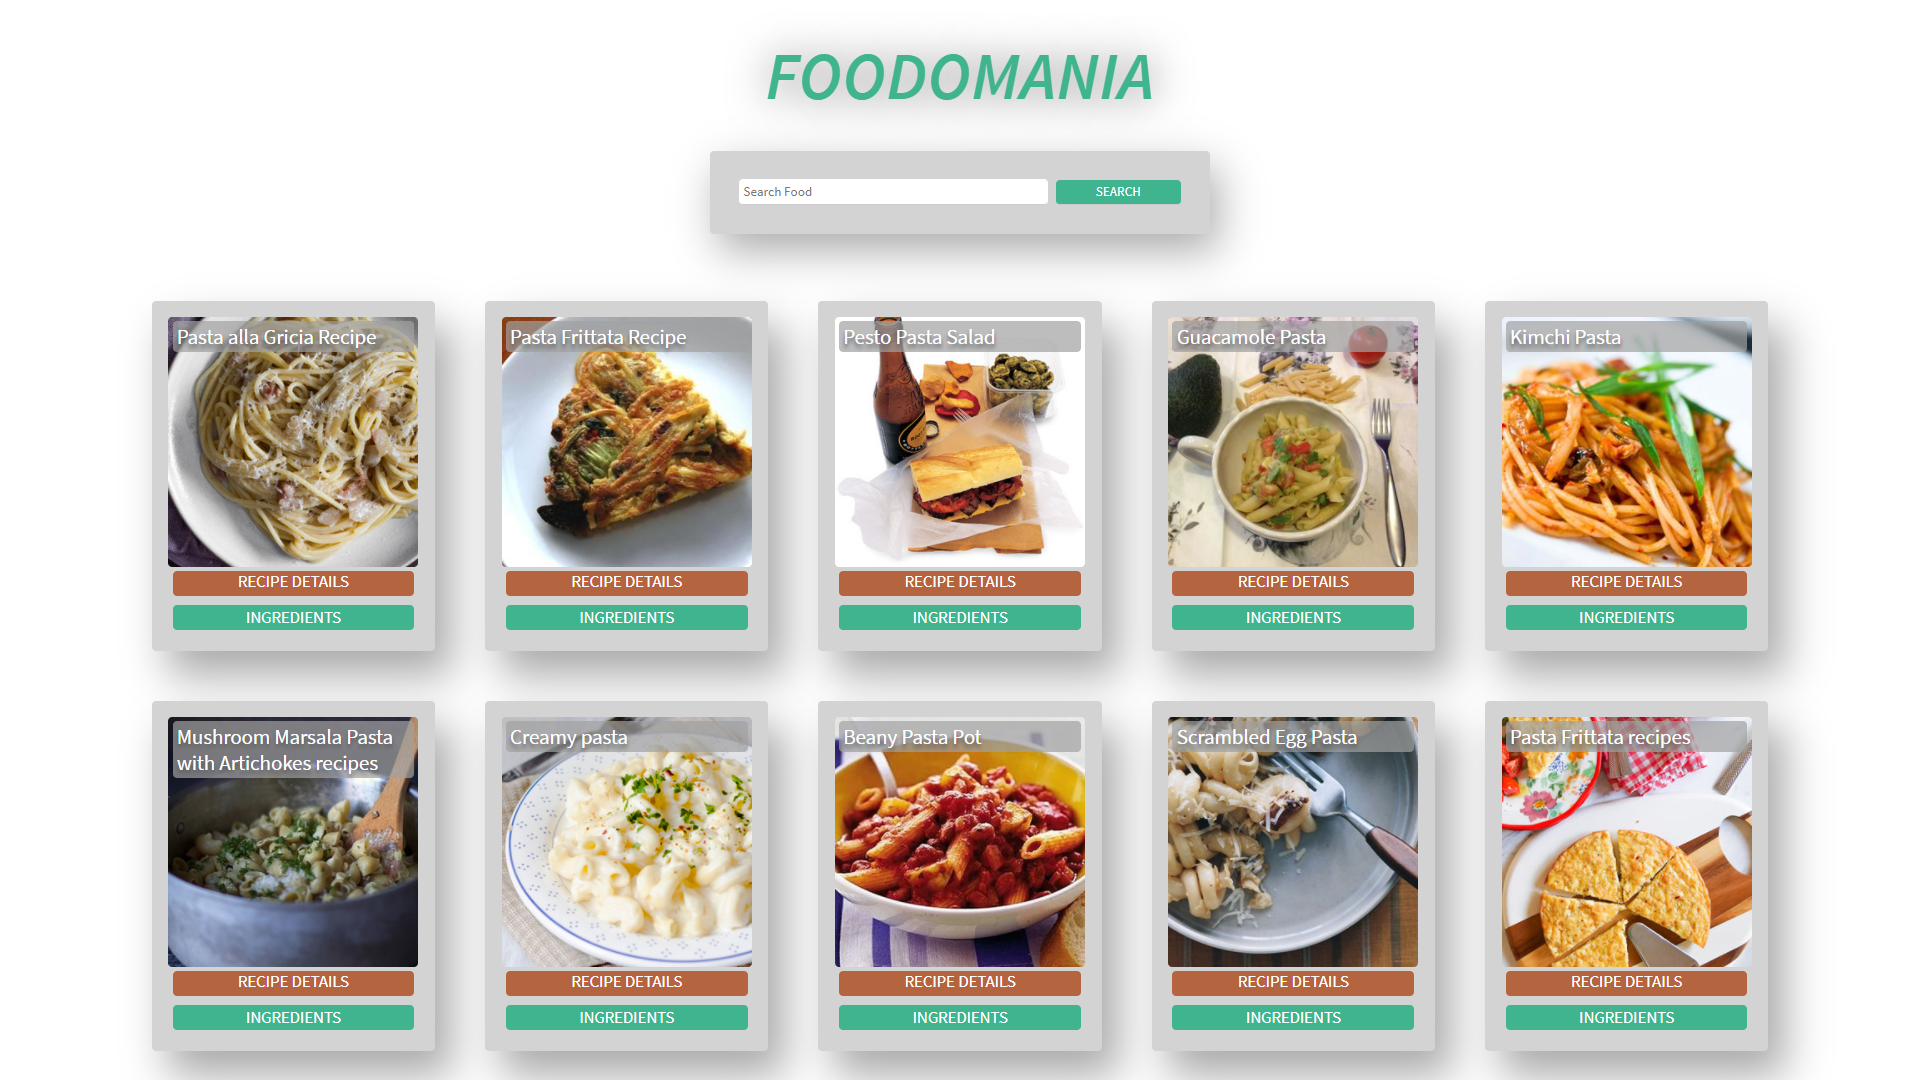 FOODOMANIA
Search Food
SEARCH
Pasta alla Gricia Recipe
RECIPE DETAILS
INGREDIENTS
Pasta Frittata Recipe
RECIPE DETAILS
INGREDIENTS
Pesto Pasta Salad
RECIPE DETAILS
INGREDIENTS
Guacamole Pasta
RECIPE DETAILS
INGREDIENTS
Kimchi Pasta
RECIPE DETAILS
INGREDIENTS
Mushroom Marsala Pasta
with Artichokes recipes
RECIPE DETAILS
INGREDIENTS
Creamy pasta
RECIPE DETAILS
INGREDIENTS
Beany Pasta Pot
RECIPE DETAILS
INGREDIENTS
Scrambled Egg Pasta
RECIPE DETAILS
INGREDIENTS
Pasta Frittata recipes
RECIPE DETAILS
INGREDIENTS